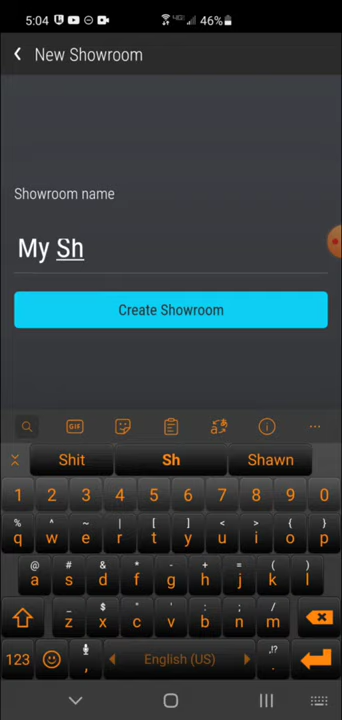 5:04 46%
New Showroom
Showroom name
My Sh
Create Showroom
GIF
Shit Sh Shawn
1 2 3 4 5 6 7 8 9 0
% ^ ~ | [ ] < > { }
q w e r t y u i o p
@ # & * - + = ( )
a s d f g h j k l
_ $ " ' : ; /
z x c v b n m
123 , English (US) .
,!?